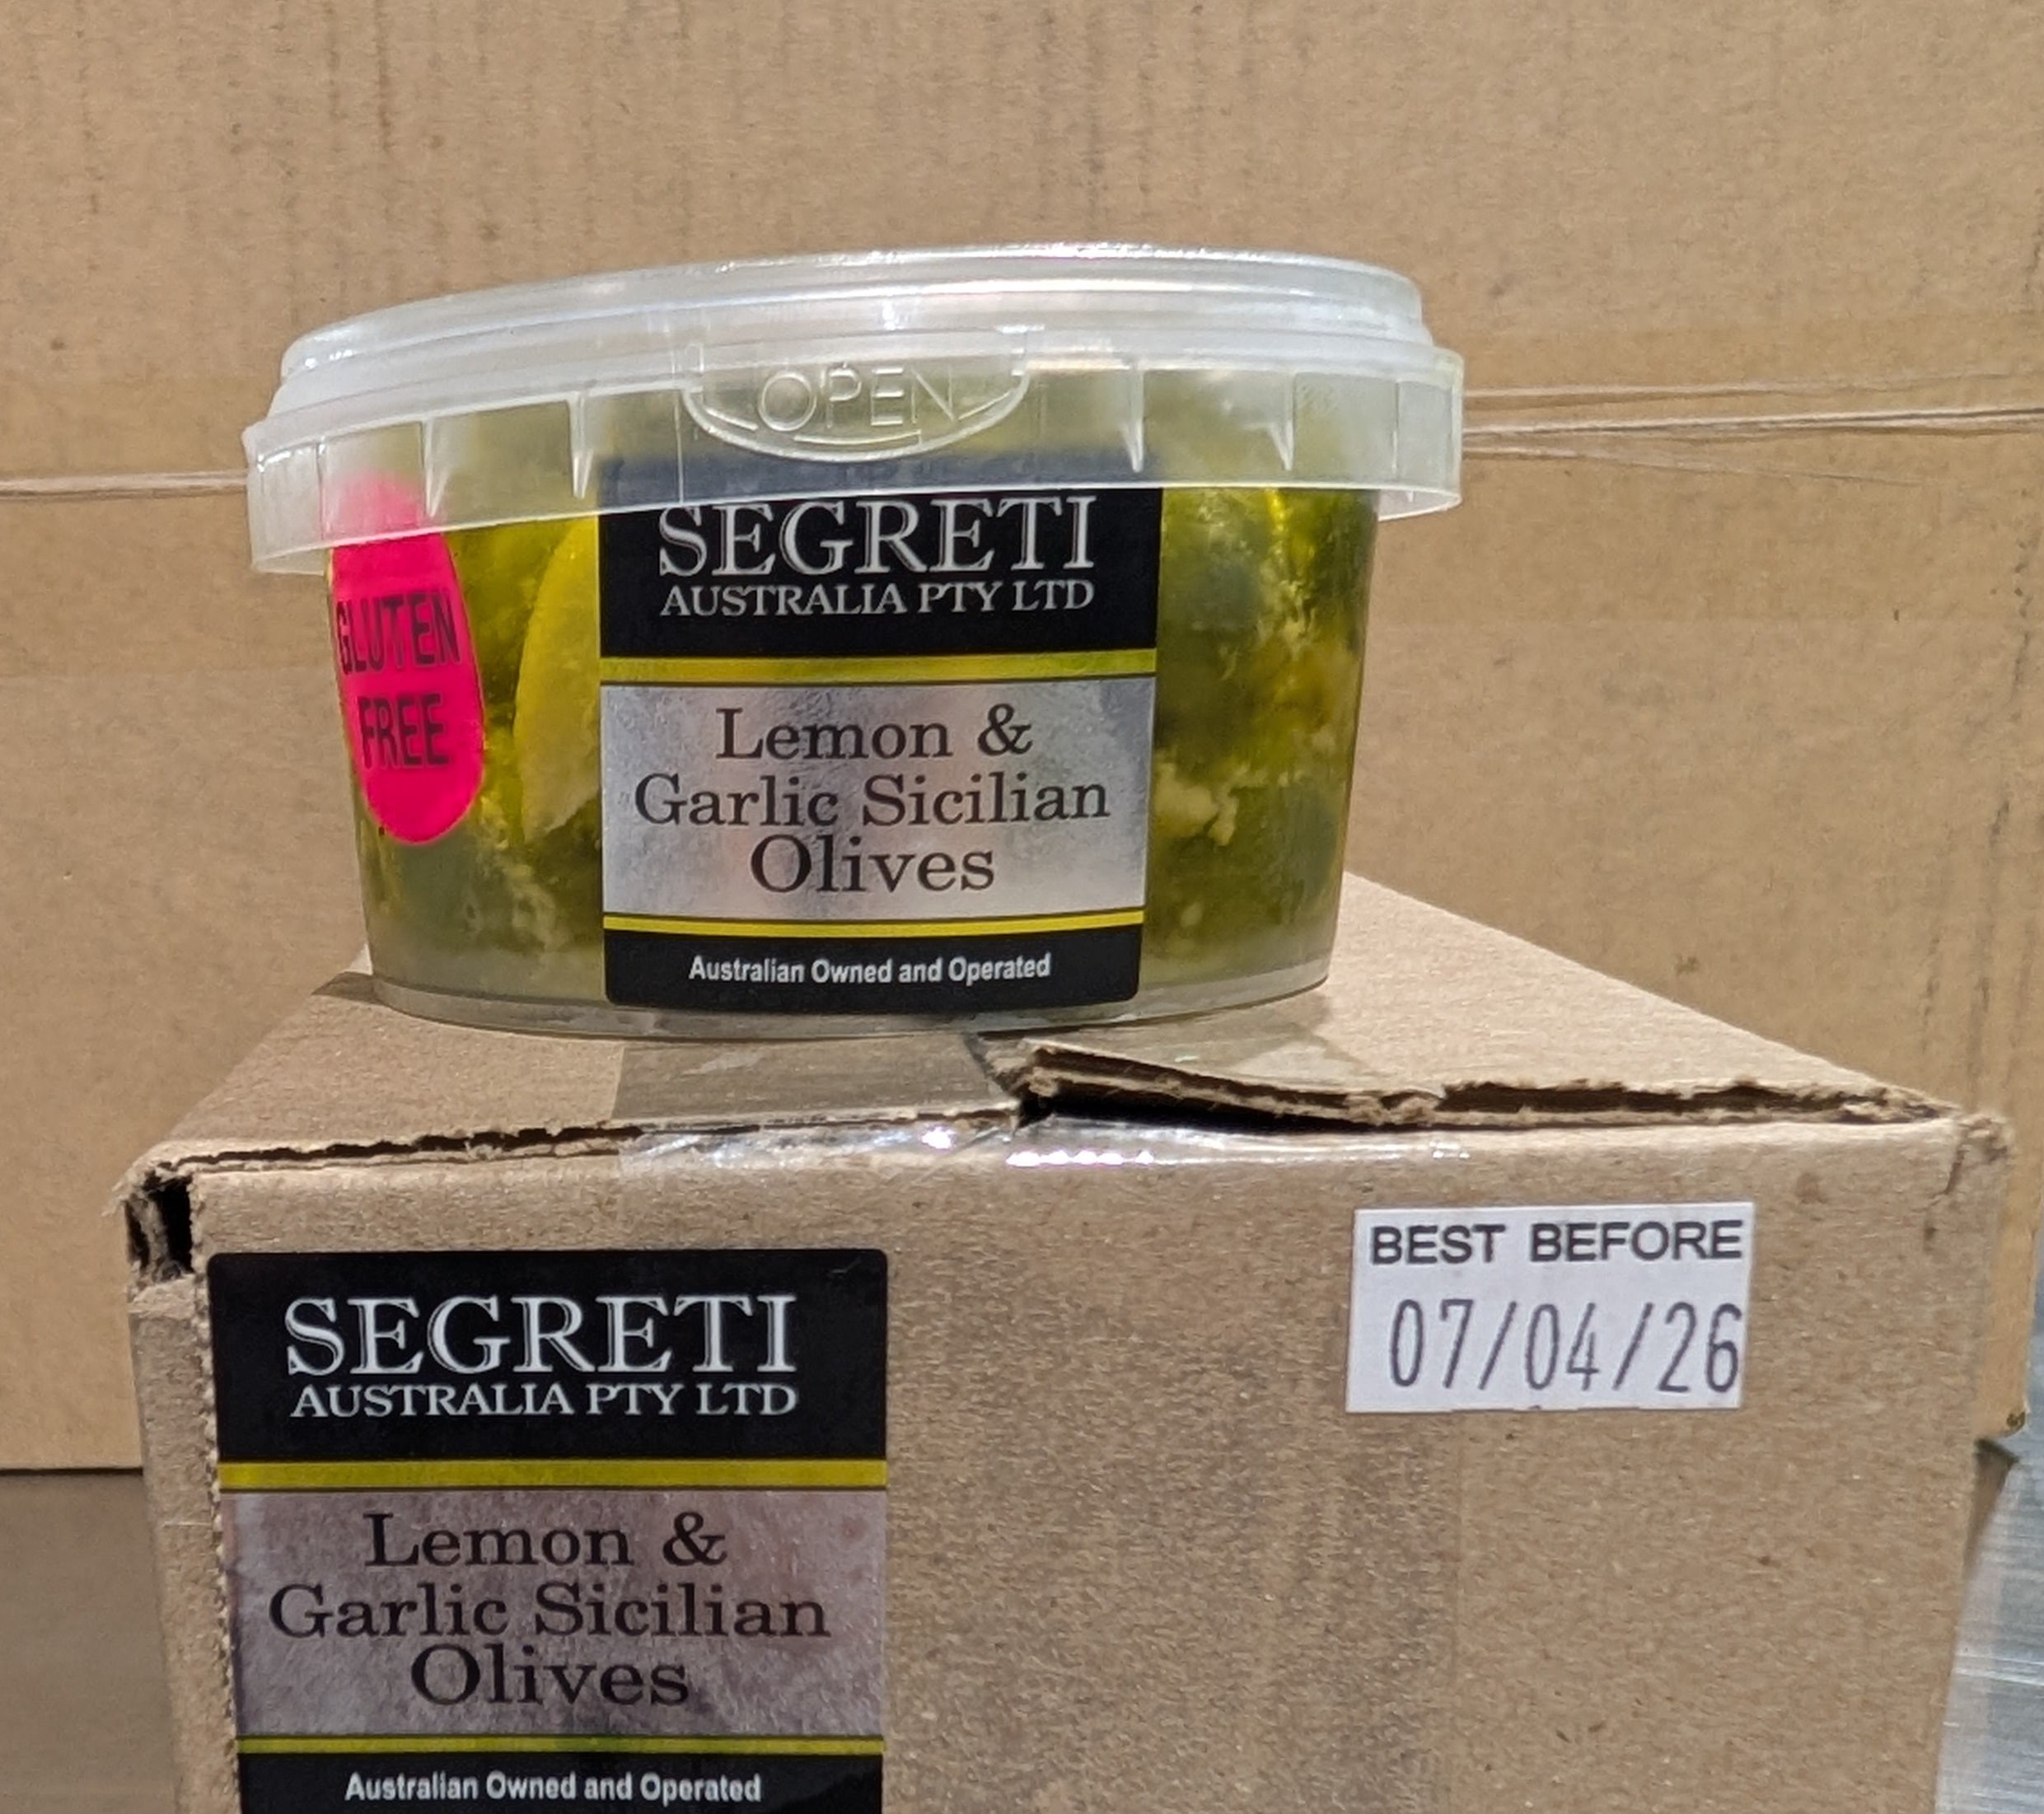 OPEN
GLUTEN
FREE
SEGRETI
AUSTRALIA PTY LTD
Lemon &
Garlic Sicilian
Olives
Australian Owned and Operated
BEST BEFORE
07/04/26
SEGRETI
AUSTRALIA PTY LTD
Lemon &
Garlic Sicilian
Olives
Australian Owned and Operated